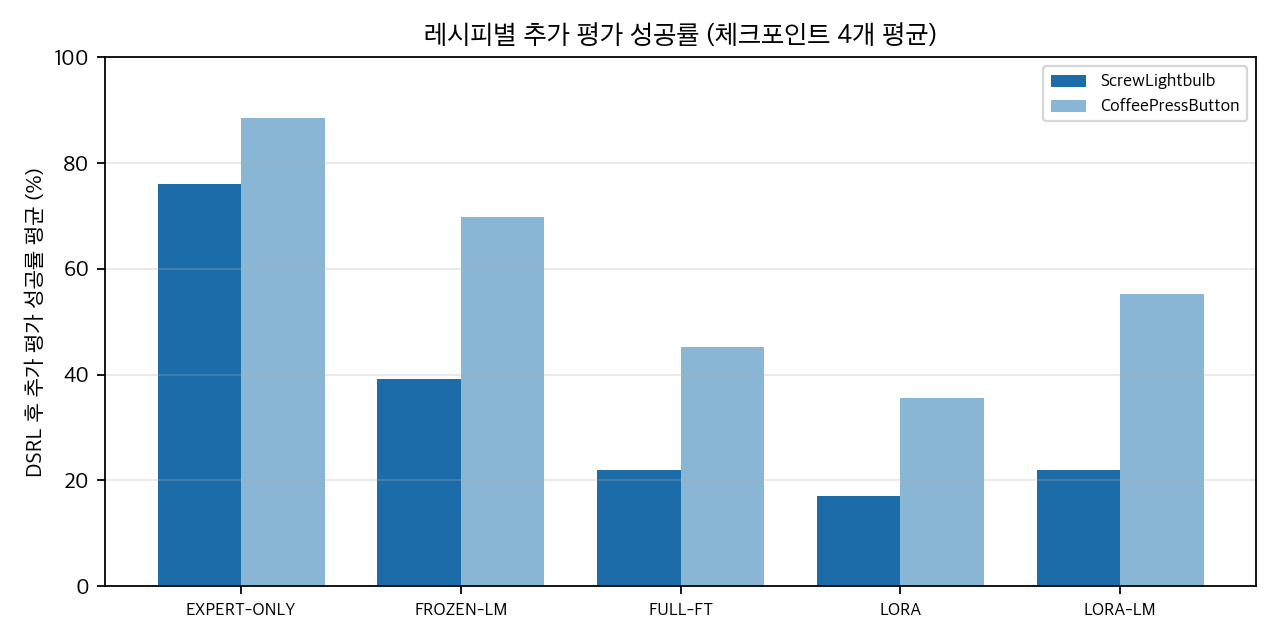 레시피별 추가 평가 성공률 (체크포인트 4개 평균)
DSRL 후 추가 평가 성공률 평균 (%)
100
80
60
40
20
0
ScrewLightbulb
CoffeePressButton
EXPERT-ONLY
FROZEN-LM
FULL-FT
LORA
LORA-LM